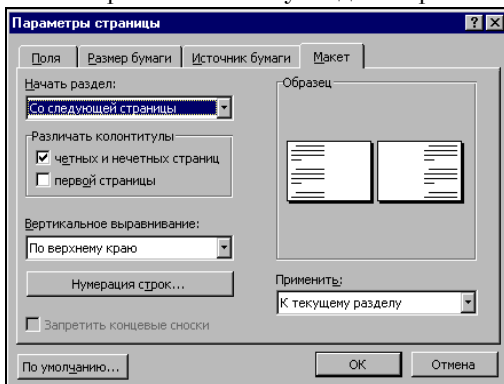 Параметры страницы
Поля Размер бумаги Источник бумаги Макет
Начать раздел:
Со следующей страницы
Различать колонтитулы
четных и нечетных страниц
первой страницы
Вертикальное выравнивание:
По верхнему краю
Нумерация строк...
Запретить концевые сноски
Образец
Применить:
К текущему разделу
По умолчанию...
ОК
Отмена